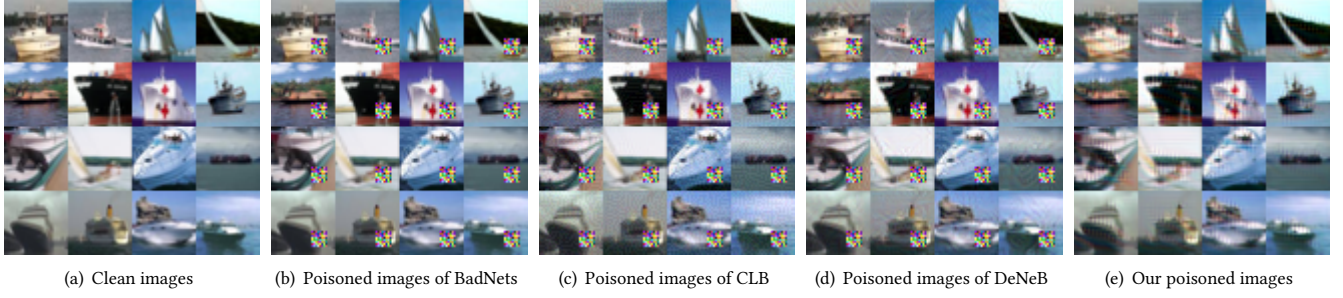 (a) Clean images
(b) Poisoned images of BadNets
(c) Poisoned images of CLB
(d) Poisoned images of DeNeB
(e) Our poisoned images